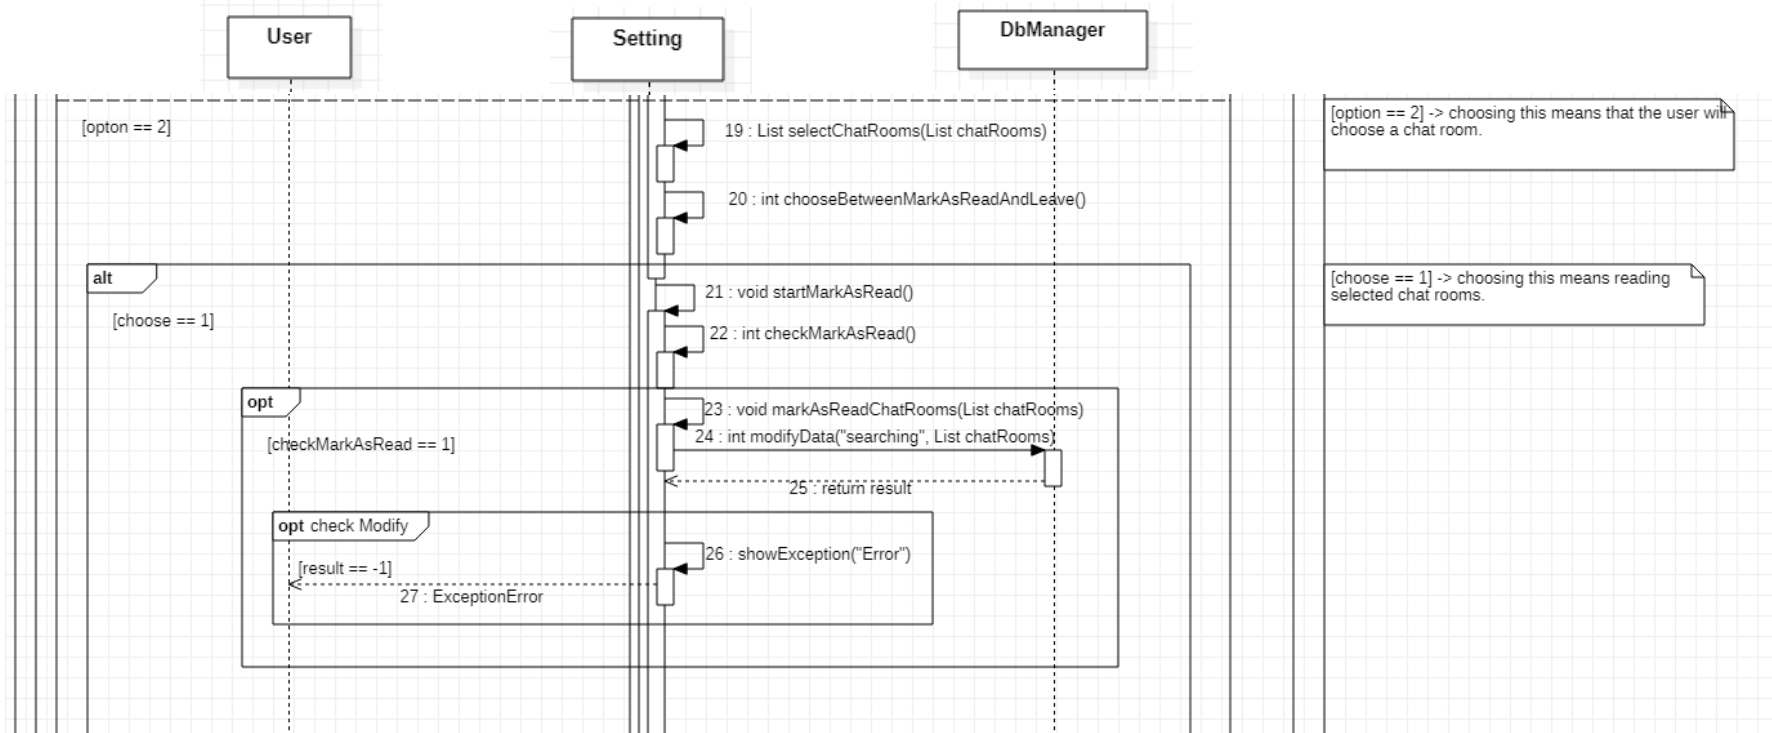 User
Setting
DbManager
[opton == 2]
19 : List selectChatRooms(List chatRooms)
[option == 2] -> choosing this means that the user will
choose a chat room.
20 : int chooseBetweenMarkAsReadAndLeave()
alt
[choose == 1]
21 : void startMarkAsRead()
[choose == 1] -> choosing this means reading
selected chat rooms.
22 : int checkMarkAsRead()
opt
[checkMarkAsRead == 1]
23 : void markAsReadChatRooms(List chatRooms)
24 : int modifyData("searching", List chatRooms)
25 : return result
opt check Modify
[result == -1]
26 : showException("Error")
27 : ExceptionError